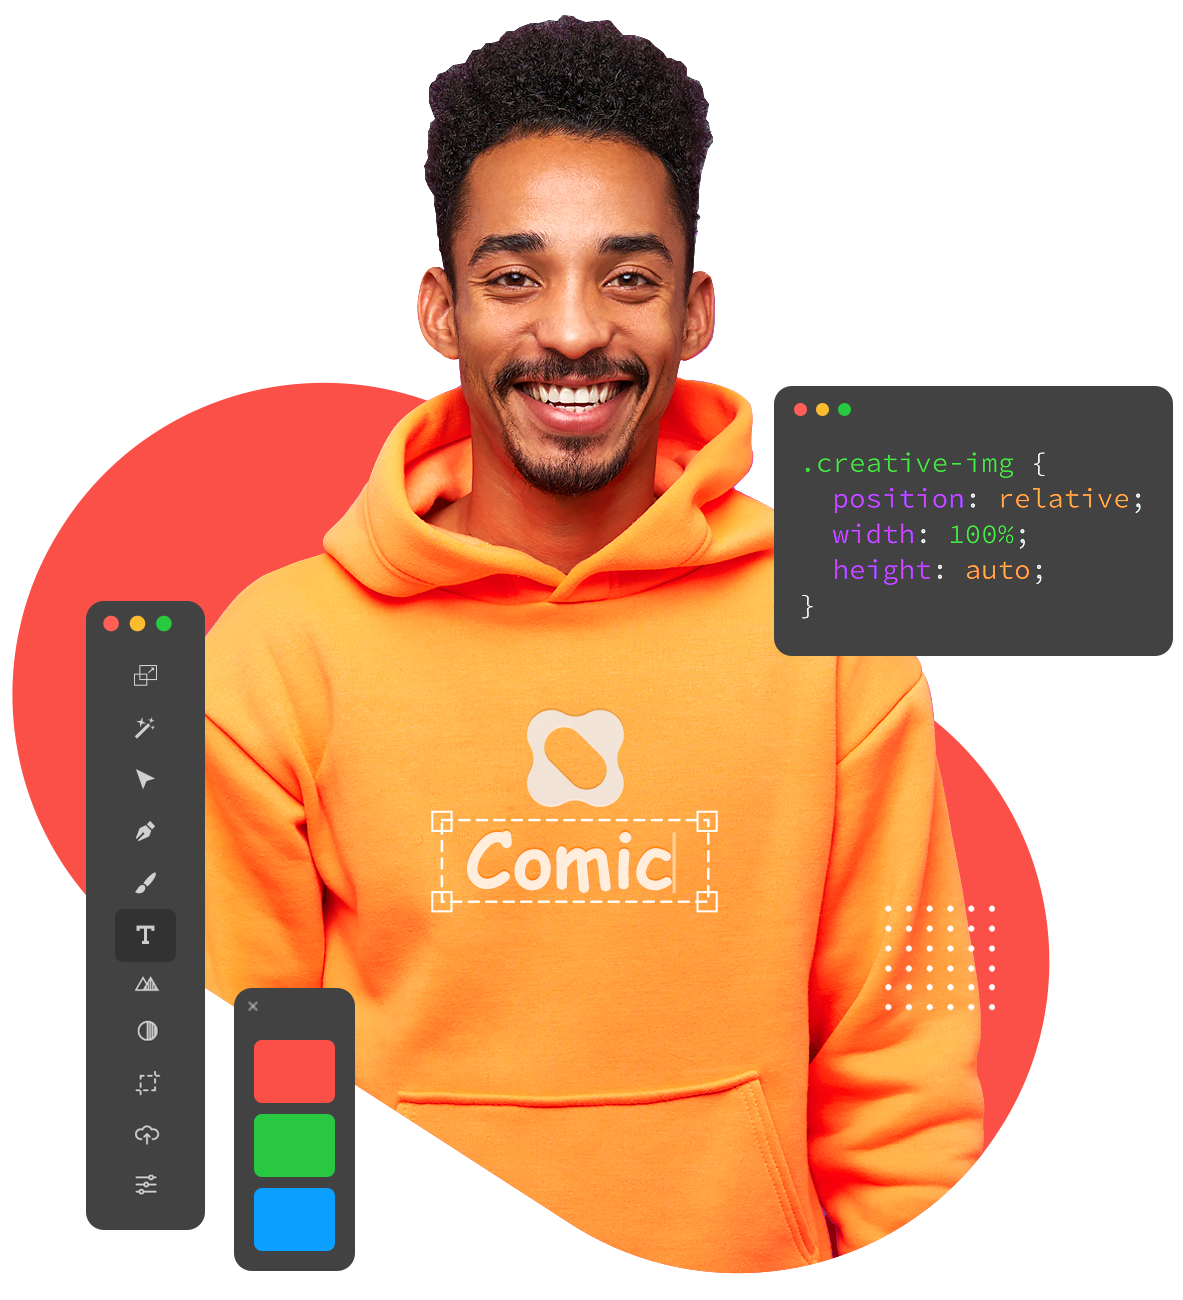 .creative-img {
position: relative;
width: 100%;
height: auto;
}
Comic
T